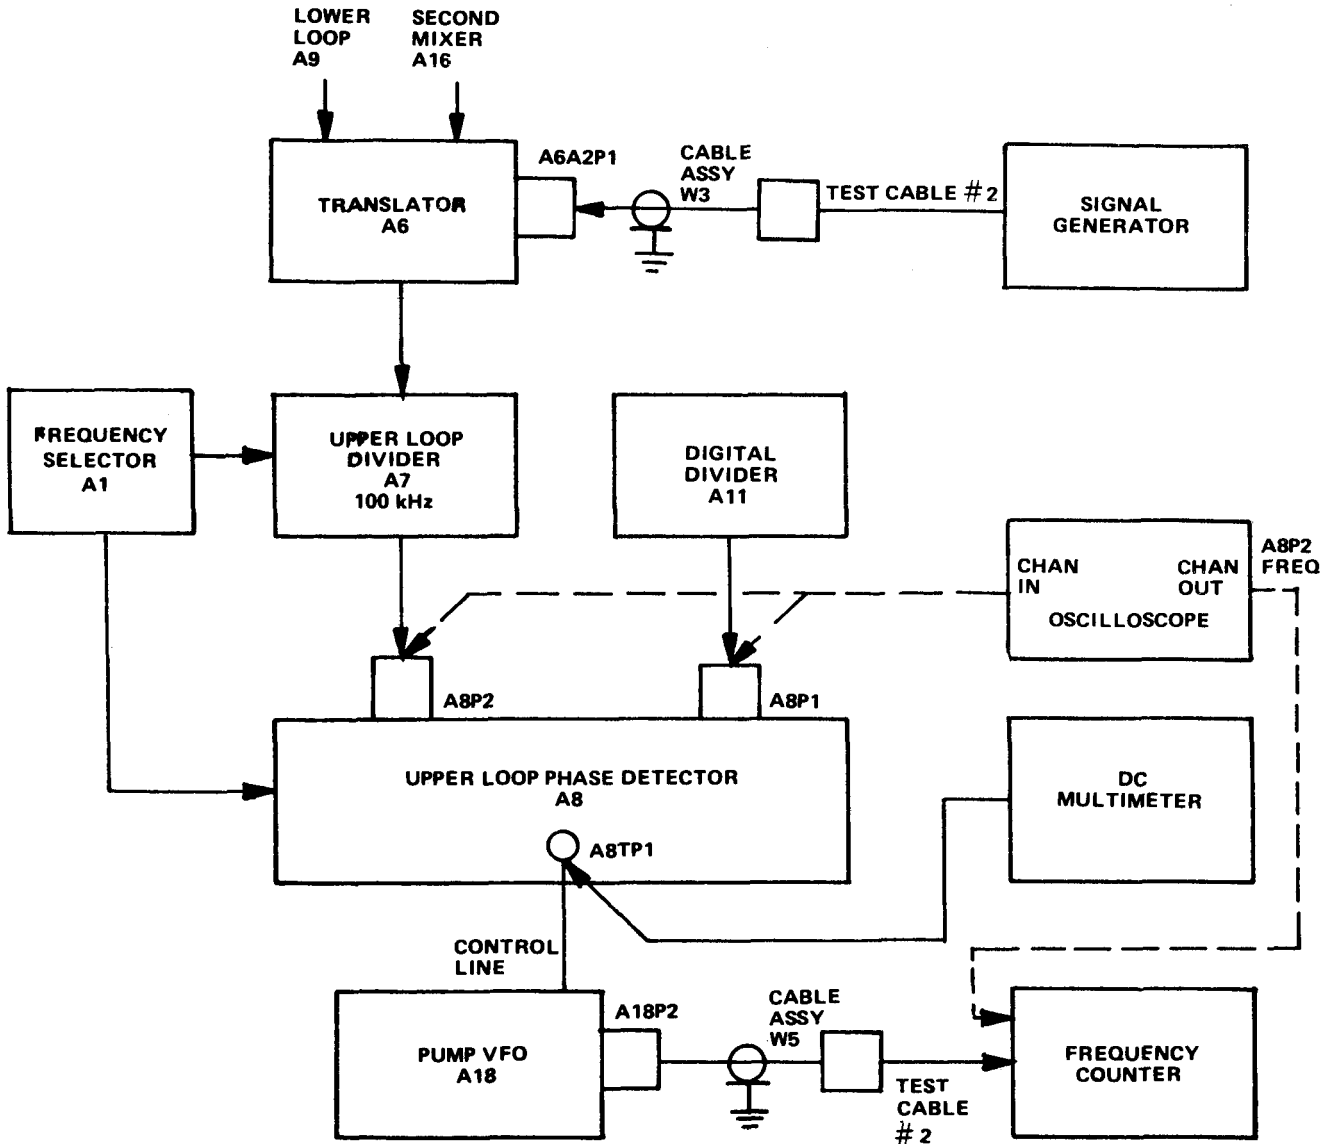 LOWER
LOOP
A9
SECOND
MIXER
A16
TRANSLATOR
A6
A6A2P1
CABLE
ASSY
W3
TEST CABLE #2
SIGNAL
GENERATOR
FREQUENCY
SELECTOR
A1
UPPER LOOP
DIVIDER
A7
100 kHz
DIGITAL
DIVIDER
A11
CHAN
IN
CHAN
OUT
OSCILLOSCOPE
A8P2
FREQ
A8P2
A8P1
UPPER LOOP PHASE DETECTOR
A8
A8TP1
DC
MULTIMETER
CONTROL
LINE
PUMP VFO
A18
A18P2
CABLE
ASSY
W5
TEST
CABLE
#2
FREQUENCY
COUNTER